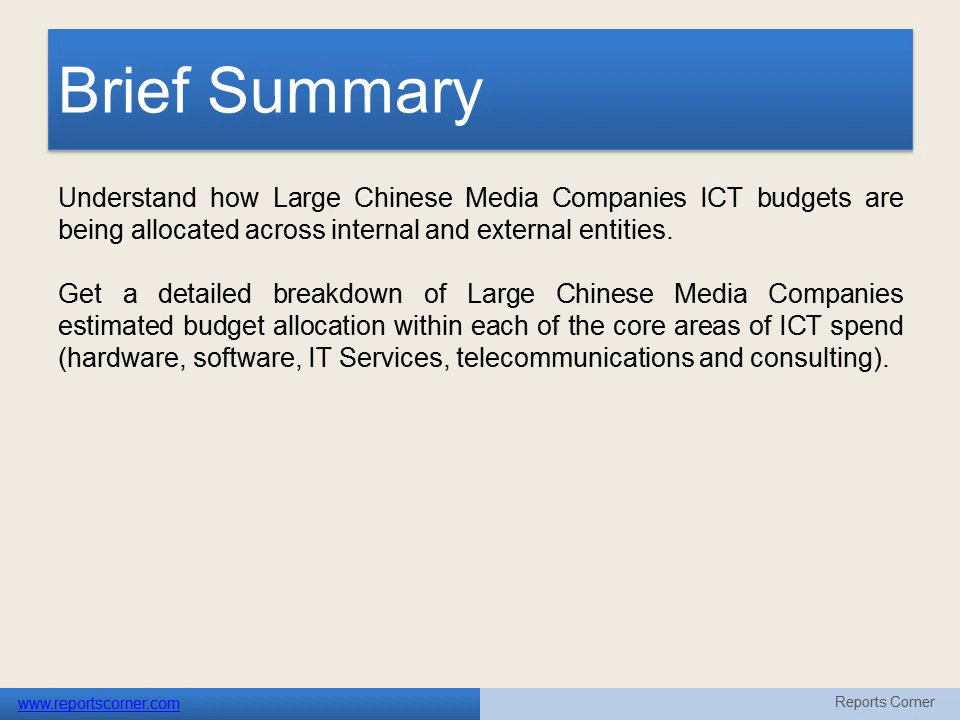 Brief Summary
Understand how Large Chinese Media Companies ICT budgets are
being allocated across internal and external entities.
Get a detailed breakdown of Large Chinese Media Companies
estimated budget allocation within each of the core areas of ICT spend
(hardware, software, IT Services, telecommunications and consulting).
www.reportscorner.com
Reports Corner